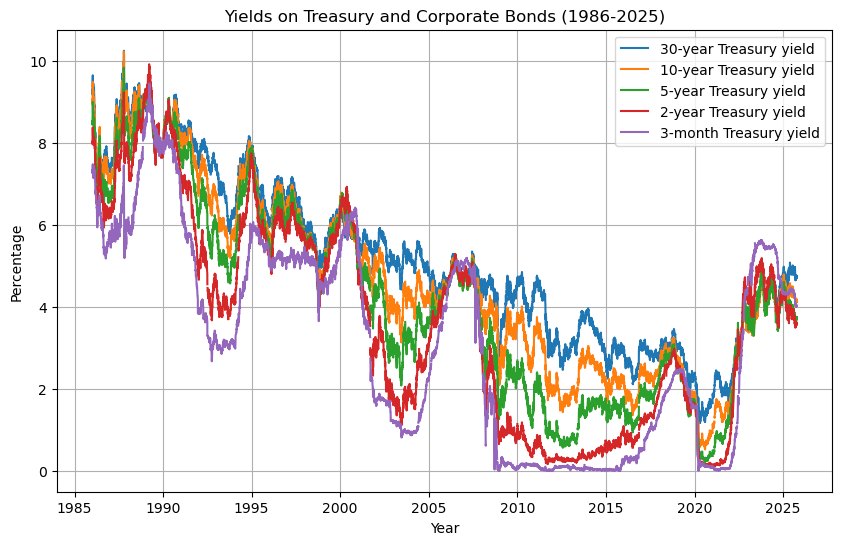 Yields on Treasury and Corporate Bonds (1986-2025)
30-year Treasury yield
10-year Treasury yield
5-year Treasury yield
2-year Treasury yield
3-month Treasury yield
Percentage
10
8
6
4
2
0
1985 1990 1995 2000 2005 2010 2015 2020 2025
Year